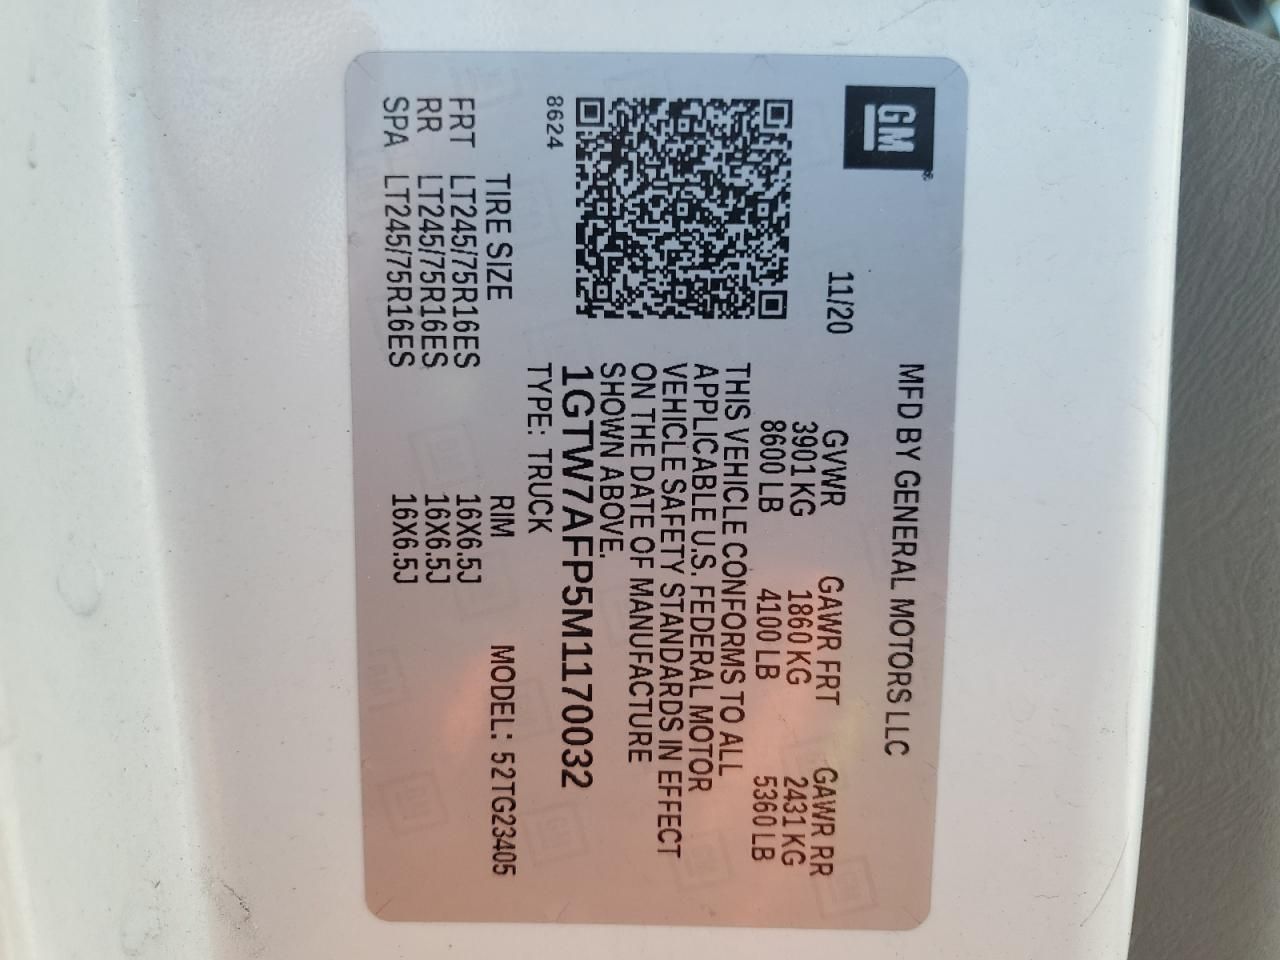 GM
MFD BY GENERAL MOTORS LLC
11/20 GVWR GAWR FRT GAWR RR
3901 KG 1860 KG 2431 KG
8600 LB 4100 LB 5360 LB
THIS VEHICLE CONFORMS TO ALL
APPLICABLE U.S. FEDERAL MOTOR
VEHICLE SAFETY STANDARDS IN EFFECT
ON THE DATE OF MANUFACTURE
SHOWN ABOVE.
1GTW7AFP5M1170032
8624 TYPE: TRUCK MODEL: 52TG23405
TIRE SIZE RIM
FRT LT245/75R16ES 16X6.5J
RR LT245/75R16ES 16X6.5J
SPA LT245/75R16ES 16X6.5J